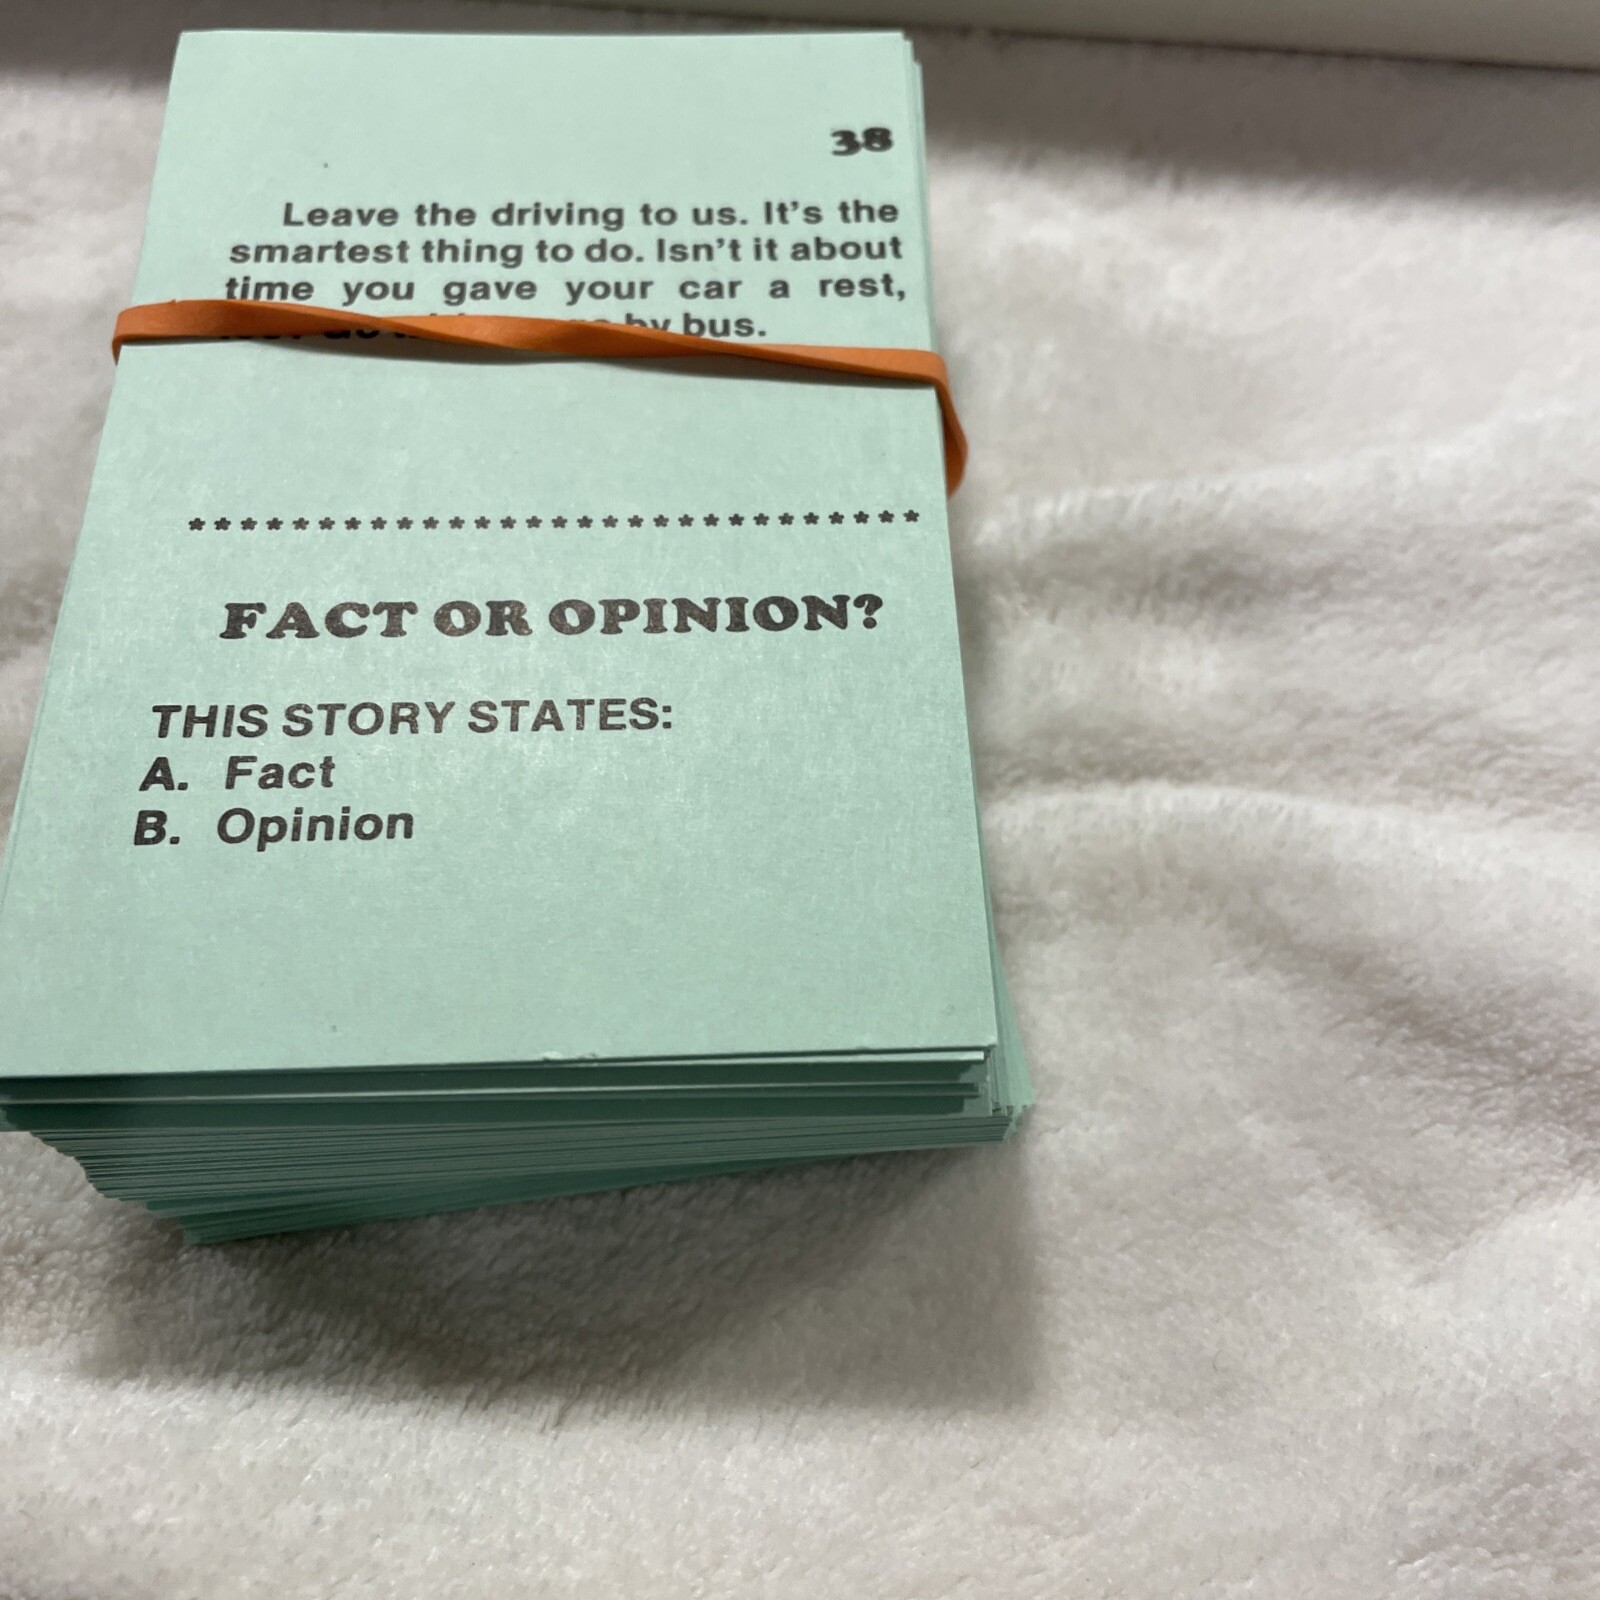 38
Leave the driving to us. It's the
smartest thing to do. Isn't it about
time you gave your car a rest,
by bus.
******************************
FACT OR OPINION?
THIS STORY STATES:
A. Fact
B. Opinion